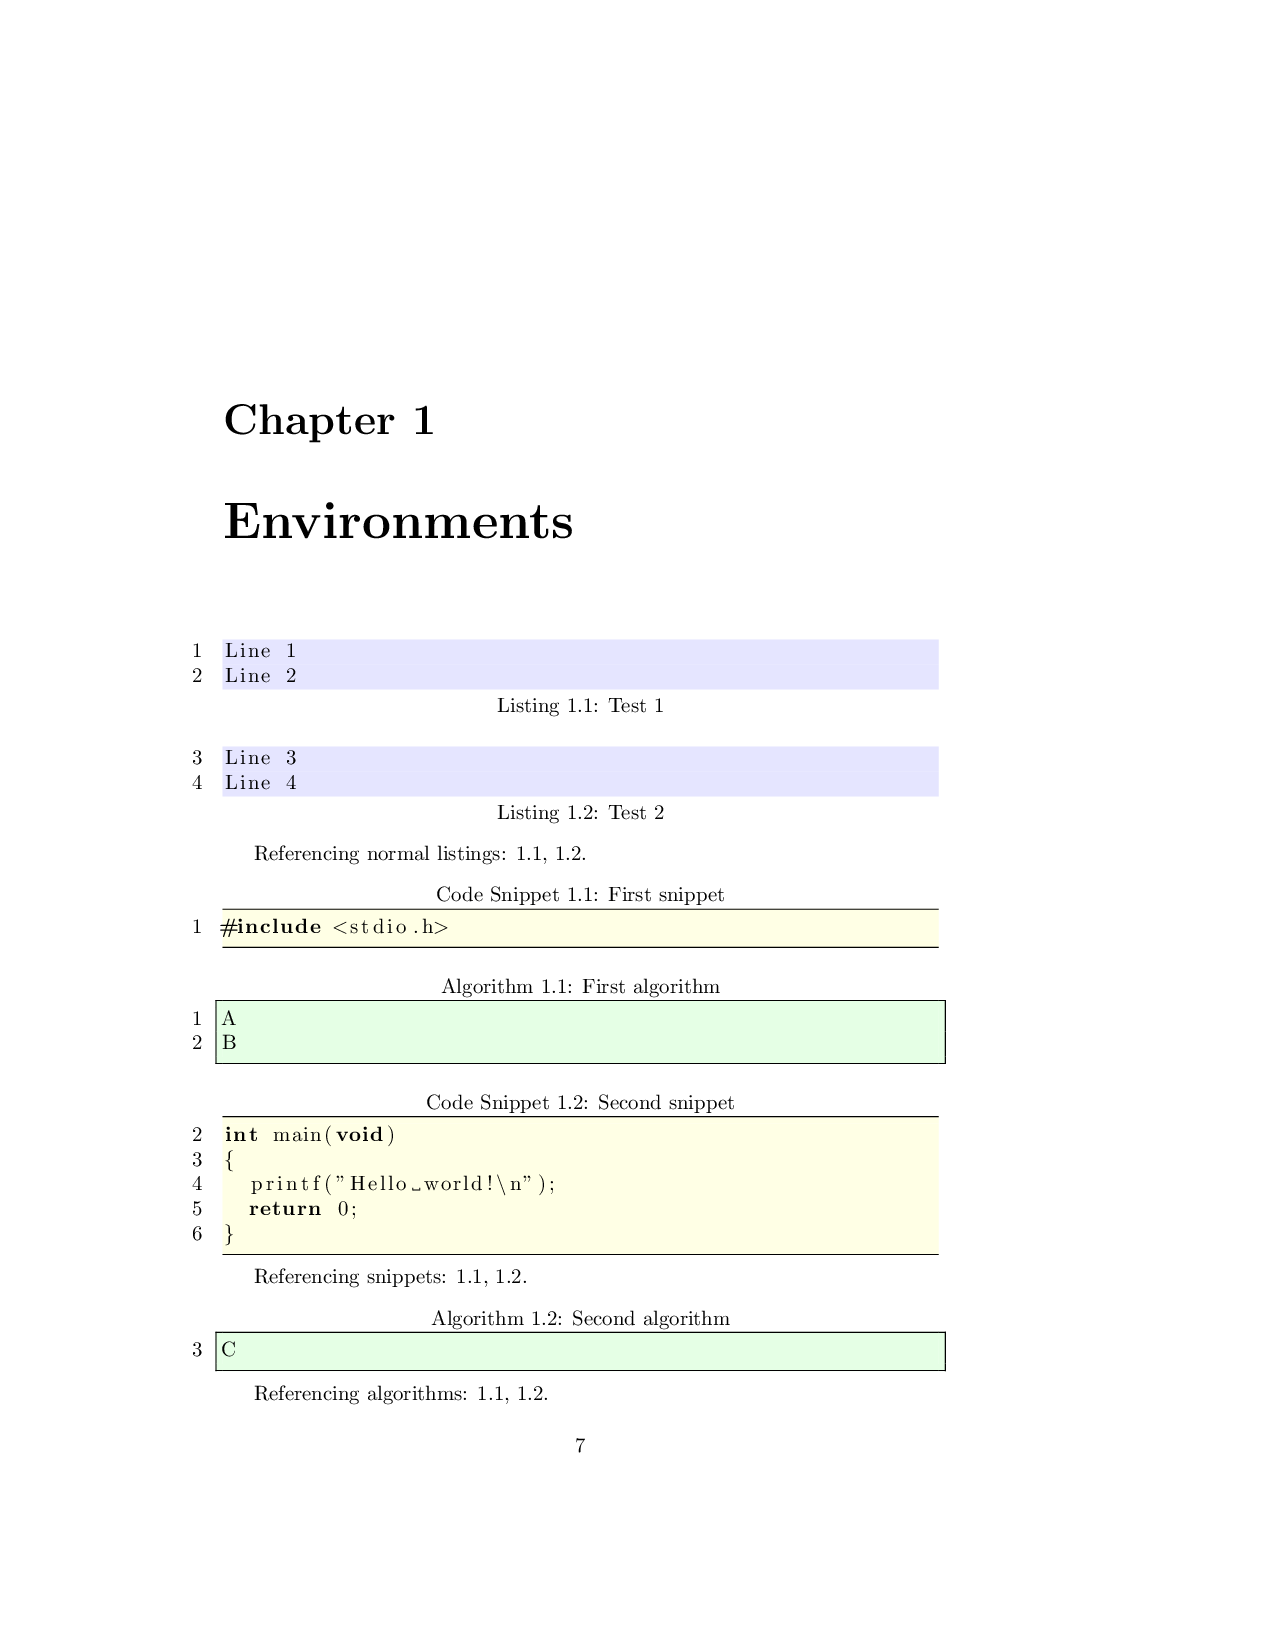 Chapter 1
Environments
1 Line 1
2 Line 2
Listing 1.1: Test 1
3 Line 3
4 Line 4
Listing 1.2: Test 2
Referencing normal listings: 1.1, 1.2.
Code Snippet 1.1: First snippet
1 #include <stdio.h>
Algorithm 1.1: First algorithm
1 A
2 B
Code Snippet 1.2: Second snippet
2 int main(void)
3 {
4   printf("Hello␣world!\n");
5   return 0;
6 }
Referencing snippets: 1.1, 1.2.
Algorithm 1.2: Second algorithm
3 C
Referencing algorithms: 1.1, 1.2.
7